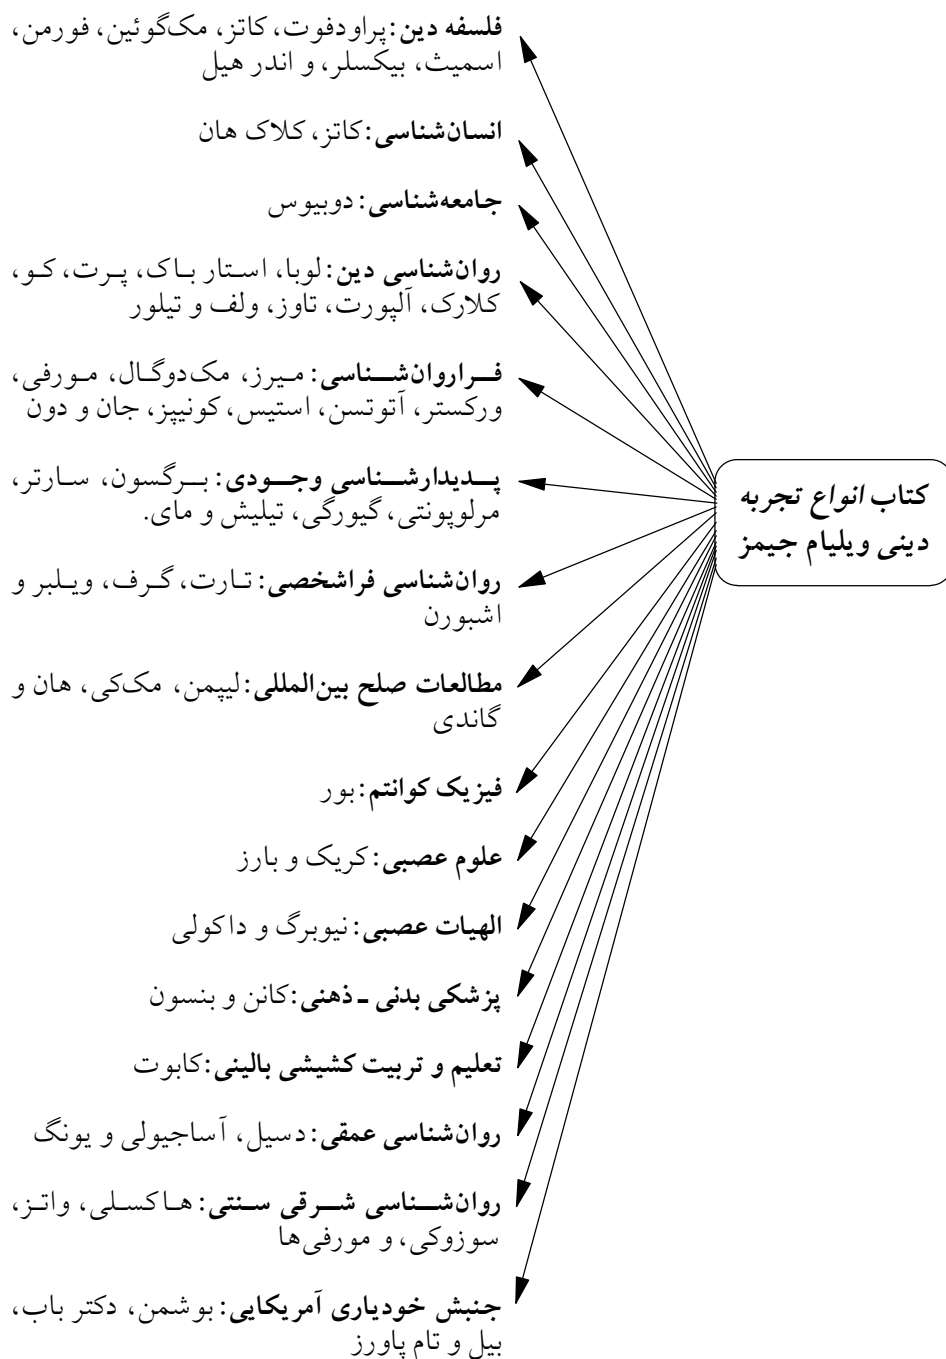 فلسفه دین: پراودفوت، کاتز، مک‌گوئین، فورمن،
اسمیث، بیکسلر، و اندر هیل
انسان‌شناسی: کاتز، کلاک هان
جامعه‌شناسی: دوبیوس
روان‌شناسی دین: لوبا، استار باک، پرت، کو،
کلارک، آلپورت، تاوز، ولف و تیلور
فراروان‌شناسی: میرز، مک‌دوگال، مورفی،
ورکستر، آتوتسن، استیس، کونیپز، جان و دون
پدیدارشناسی وجودی: برگسون، سارتر،
مرلوپونتی، گیورگی، تیلیش و مای.
کتاب انواع تجربه
دینی ویلیام جیمز
روان‌شناسی فراشخصی: تارت، گرف، ویلبر و
اشبورن
مطالعات صلح بین‌المللی: لیپمن، مک‌کی، هان و
گاندی
فیزیک کوانتم: بور
علوم عصبی: کریک و بارز
الهیات عصبی: نیوبرگ و داکولی
پزشکی بدنی ـ ذهنی: کانن و بنسون
تعلیم و تربیت کشیشی بالینی: کابوت
روان‌شناسی عمقی: دسیل، آساجیولی و یونگ
روان‌شناسی شرقی سنتی: هاکسلی، واتز،
سوزوکی، و مورفی‌ها
جنبش خودیاری آمریکایی: بوشمن، دکتر باب،
بیل و تام پاورز